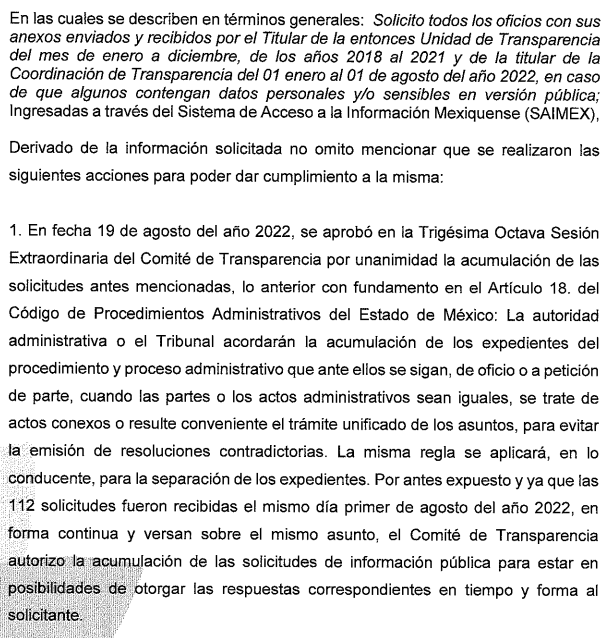 En las cuales se describen en términos generales: Solicito todos los oficios con sus
anexos enviados y recibidos por el Titular de la entonces Unidad de Transparencia
del mes de enero a diciembre, de los años 2018 al 2021 y de la titular de la
Coordinación de Transparencia del 01 enero al 01 de agosto del año 2022, en caso
de que algunos contengan datos personales y/o sensibles en versión pública;
Ingresadas a través del Sistema de Acceso a la Información Mexiquense (SAIMEX),
Derivado de la información solicitada no omito mencionar que se realizaron las
siguientes acciones para poder dar cumplimiento a la misma:
1. En fecha 19 de agosto del año 2022, se aprobó en la Trigésima Octava Sesión
Extraordinaria del Comité de Transparencia por unanimidad la acumulación de las
solicitudes antes mencionadas, lo anterior con fundamento en el Artículo 18. del
Código de Procedimientos Administrativos del Estado de México: La autoridad
administrativa o el Tribunal acordarán la acumulación de los expedientes del
procedimiento y proceso administrativo que ante ellos se sigan, de oficio o a petición
de parte, cuando las partes o los actos administrativos sean iguales, se trate de
actos conexos o resulte conveniente el trámite unificado de los asuntos, para evitar
la emisión de resoluciones contradictorias. La misma regla se aplicará, en lo
conducente, para la separación de los expedientes. Por antes expuesto y ya que las
112 solicitudes fueron recibidas el mismo día primer de agosto del año 2022, en
forma continua y versan sobre el mismo asunto, el Comité de Transparencia
autorizo la acumulación de las solicitudes de información pública para estar en
posibilidades de otorgar las respuestas correspondientes en tiempo y forma al
solicitante.